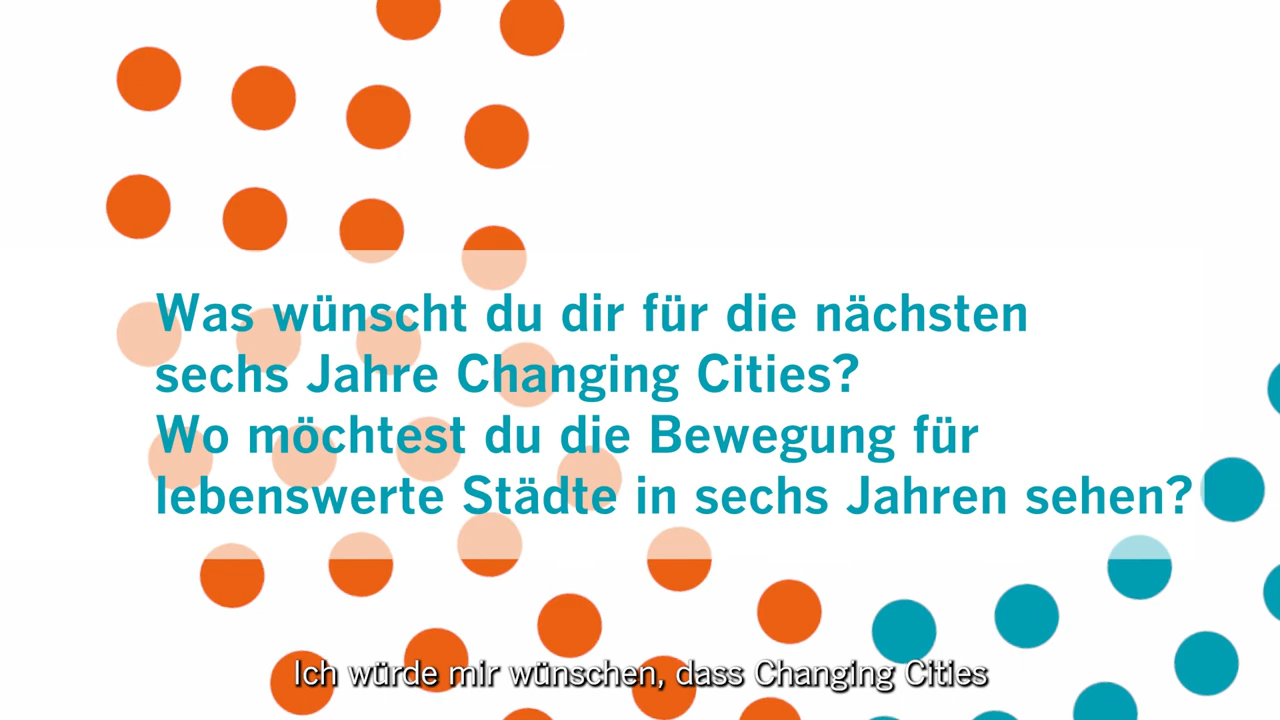 Was wünscht du dir für die nächsten
sechs Jahre Changing Cities?
Wo möchtest du die Bewegung für
lebenswerte Städte in sechs Jahren sehen?
Ich würde mir wünschen, dass Changing Cities